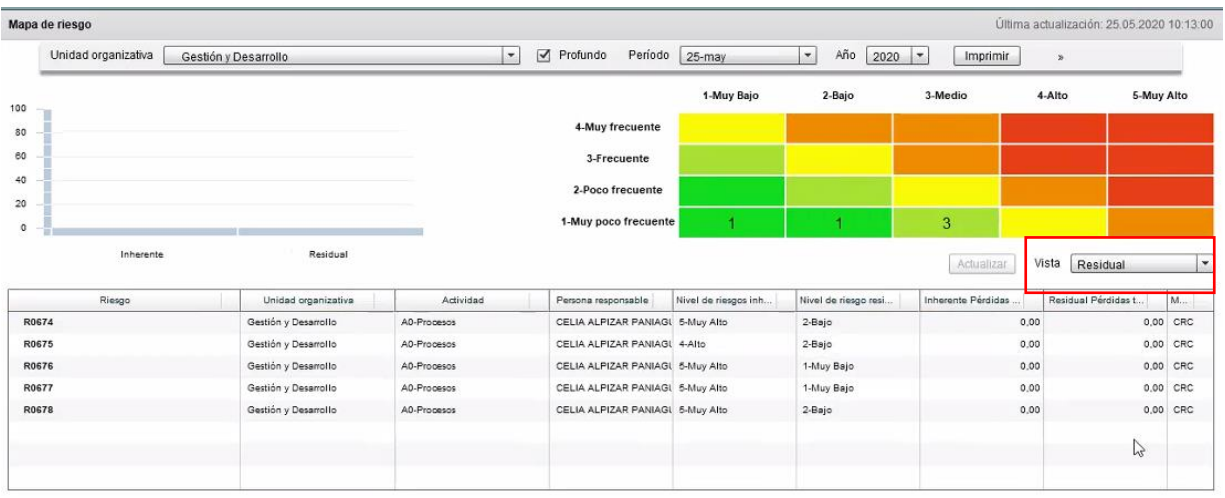 Mapa de riesgo Última actualización: 25.05.2020 10:13:00
Unidad organizativa Gestión y Desarrollo Profundo Período 25-may Año 2020 Imprimir »
1-Muy Bajo 2-Bajo 3-Medio 4-Alto 5-Muy Alto
100
80
60
40
20
0
4-Muy frecuente
3-Frecuente
2-Poco frecuente
1-Muy poco frecuente 1 1 3
Inherente Residual
Actualizar Vista Residual
Riesgo Unidad organizativa Actividad Persona responsable Nivel de riesgos inh... Nivel de riesgo resi... Inherente Pérdidas ... Residual Pérdidas t... M...
R0674 Gestión y Desarrollo A0-Procesos CELIA ALPIZAR PANIAGU 5-Muy Alto 2-Bajo 0,00 0,00 CRC
R0675 Gestión y Desarrollo A0-Procesos CELIA ALPIZAR PANIAGU 4-Alto 2-Bajo 0,00 0,00 CRC
R0676 Gestión y Desarrollo A0-Procesos CELIA ALPIZAR PANIAGU 5-Muy Alto 1-Muy Bajo 0,00 0,00 CRC
R0677 Gestión y Desarrollo A0-Procesos CELIA ALPIZAR PANIAGU 5-Muy Alto 1-Muy Bajo 0,00 0,00 CRC
R0678 Gestión y Desarrollo A0-Procesos CELIA ALPIZAR PANIAGU 5-Muy Alto 2-Bajo 0,00 0,00 CRC